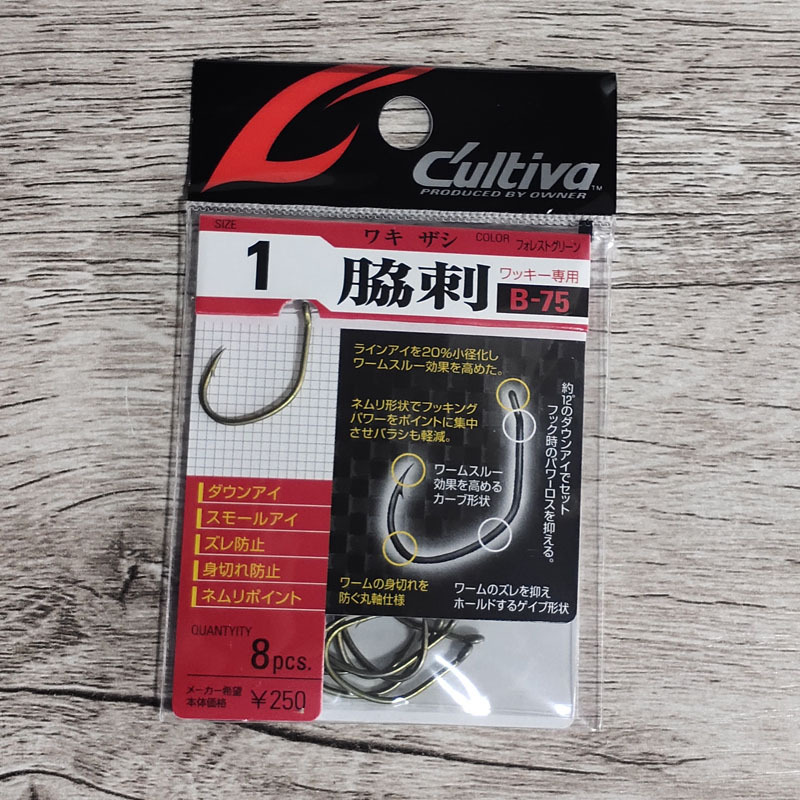 C'ultiva™
PRODUCED BY OWNER
SIZE
1
ワキ ザシ
脇刺
COLOR フォレストグリーン
ワッキー専用
B-75
ラインアイを20%小径化し
ワームスルー効果を高めた。
ネムリ形状でフッキング
パワーをポイントに集中
させバラシも軽減。
約12°のダウンアイでセット
フック時のパワーロスを抑える。
ワームスルー
効果を高める
カーブ形状
ワームの身切れを
防ぐ丸軸仕様
ワームのズレを抑え
ホールドするゲイプ形状
ダウンアイ
スモールアイ
ズレ防止
身切れ防止
ネムリポイント
QUANTYITY
8pcs.
メーカー希望
本体価格 ¥250